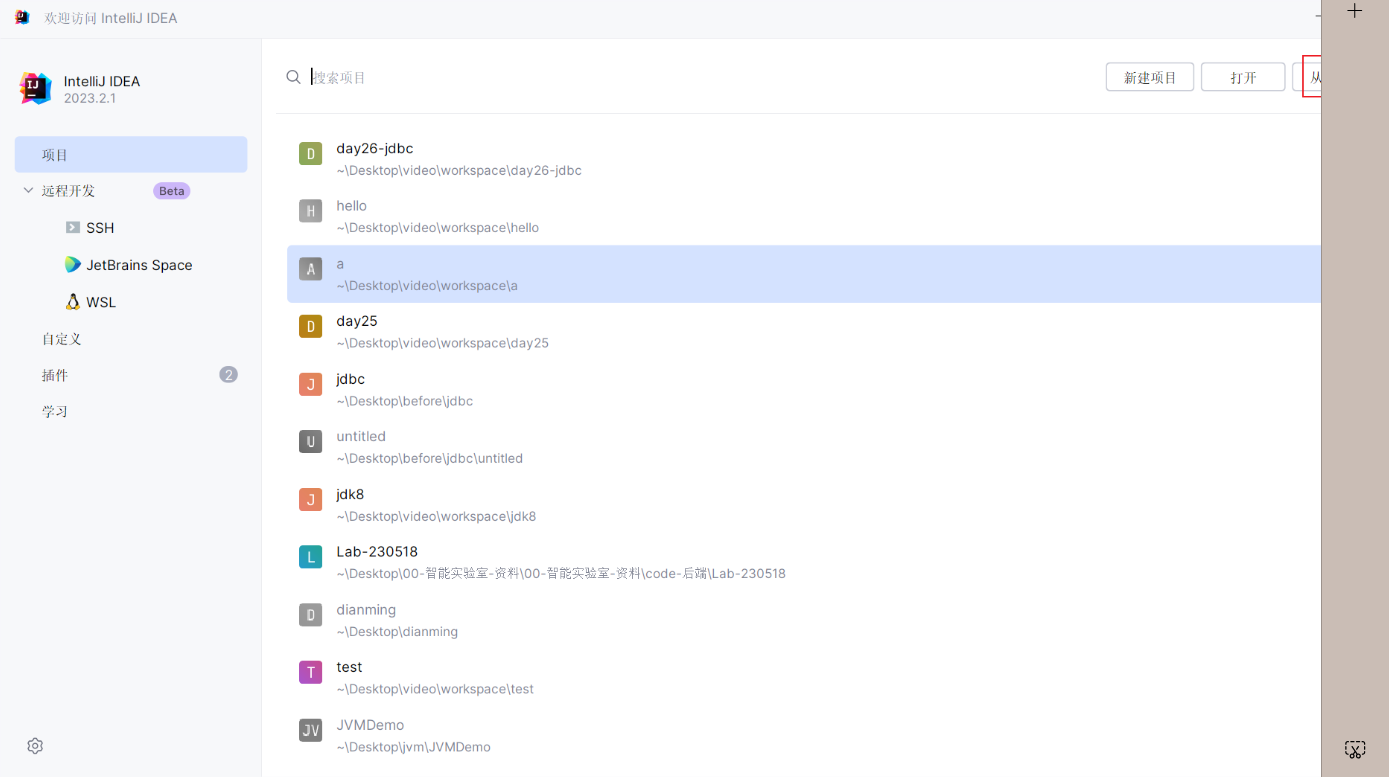 欢迎访问 IntelliJ IDEA
IntelliJ IDEA
2023.2.1
项目
远程开发 Beta
SSH
JetBrains Space
WSL
自定义
插件 2
学习
搜索项目
新建项目 打开 从
D day26-jdbc
~\Desktop\video\workspace\day26-jdbc
H hello
~\Desktop\video\workspace\hello
A a
~\Desktop\video\workspace\a
D day25
~\Desktop\video\workspace\day25
J jdbc
~\Desktop\before\jdbc
U untitled
~\Desktop\before\jdbc\untitled
J jdk8
~\Desktop\video\workspace\jdk8
L Lab-230518
~\Desktop\00-智能实验室-资料\00-智能实验室-资料\code-后端\Lab-230518
D dianming
~\Desktop\dianming
T test
~\Desktop\video\workspace\test
JV JVMDemo
~\Desktop\jvm\JVMDemo